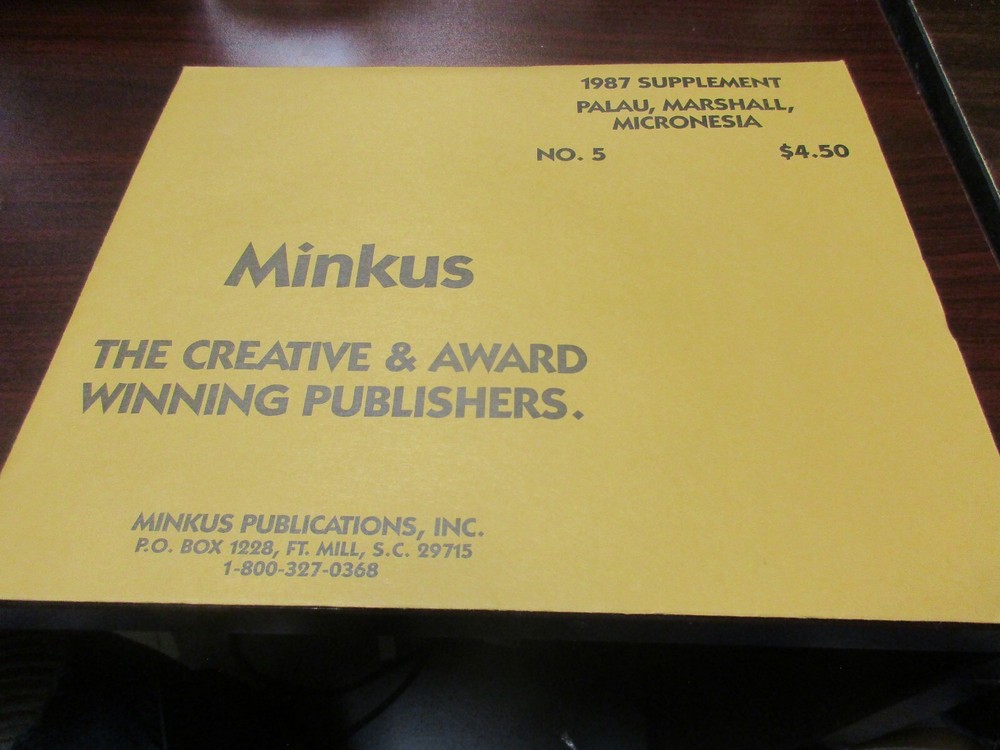 1987 SUPPLEMENT
PALAU, MARSHALL,
MICRONESIA
NO. 5 $4.50
Minkus
THE CREATIVE & AWARD
WINNING PUBLISHERS.
MINKUS PUBLICATIONS, INC.
P.O. BOX 1228, FT. MILL, S.C. 29715
1-800-327-0368